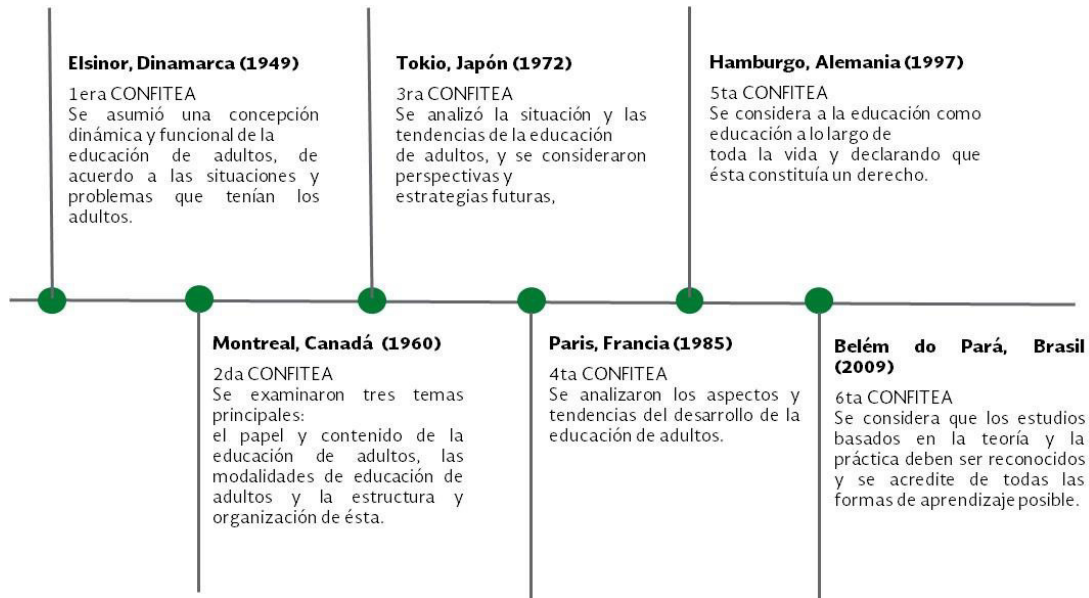 Elsinor, Dinamarca (1949)
1era CONFITEA
Se asumió una concepción
dinámica y funcional de la
educación de adultos, de
acuerdo a las situaciones y
problemas que tenían los
adultos.
Tokio, Japón (1972)
3ra CONFITEA
Se analizó la situación y las
tendencias de la educación
de adultos, y se consideraron
perspectivas y
estrategias futuras,
Hamburgo, Alemania (1997)
5ta CONFITEA
Se considera a la educación como
educación a lo largo de
toda la vida y declarando que
ésta constituía un derecho.
Montreal, Canadá (1960)
2da CONFITEA
Se examinaron tres temas
principales:
el papel y contenido de la
educación de adultos, las
modalidades de educación de
adultos y la estructura y
organización de ésta.
Paris, Francia (1985)
4ta CONFITEA
Se analizaron los aspectos y
tendencias del desarrollo de la
educación de adultos.
Belém do Pará, Brasil
(2009)
6ta CONFITEA
Se considera que los estudios
basados en la teoría y la
práctica deben ser reconocidos
y se acredite de todas las
formas de aprendizaje posible.